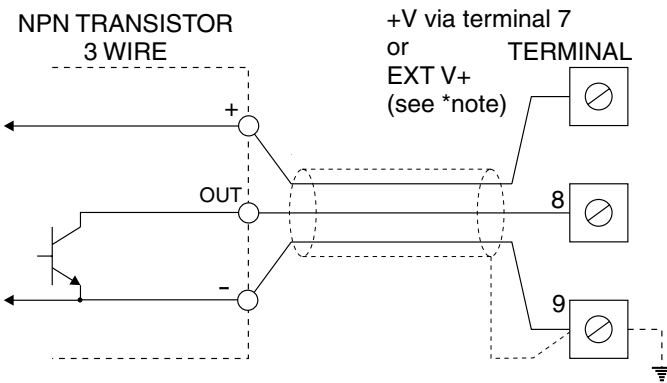 NPN TRANSISTOR
3 WIRE
+V via terminal 7
or
EXT V+
(see *note)
TERMINAL
+
OUT
8
-
9